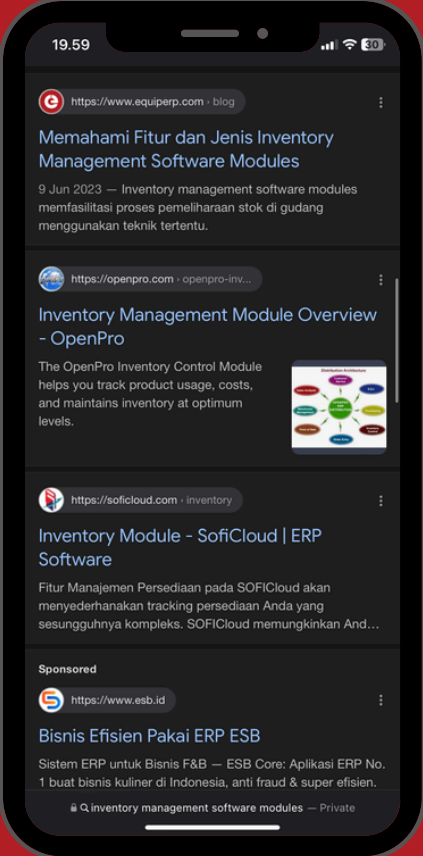 19.59
30
https://www.equiperp.com › blog
Memahami Fitur dan Jenis Inventory
Management Software Modules
9 Jun 2023 — Inventory management software modules
memfasilitasi proses pemeliharaan stok di gudang
menggunakan teknik tertentu.
https://openpro.com › openpro-inv...
Inventory Management Module Overview
- OpenPro
The OpenPro Inventory Control Module
helps you track product usage, costs,
and maintains inventory at optimum
levels.
Distribution Architecture
https://soficloud.com › inventory
Inventory Module - SofiCloud | ERP
Software
Fitur Manajemen Persediaan pada SOFICloud akan
menyederhanakan tracking persediaan Anda yang
sesungguhnya kompleks. SOFICloud memungkinkan And...
Sponsored
https://www.esb.id
Bisnis Efisien Pakai ERP ESB
Sistem ERP untuk Bisnis F&B — ESB Core: Aplikasi ERP No.
1 buat bisnis kuliner di Indonesia, anti fraud & super efisien.
inventory management software modules — Private